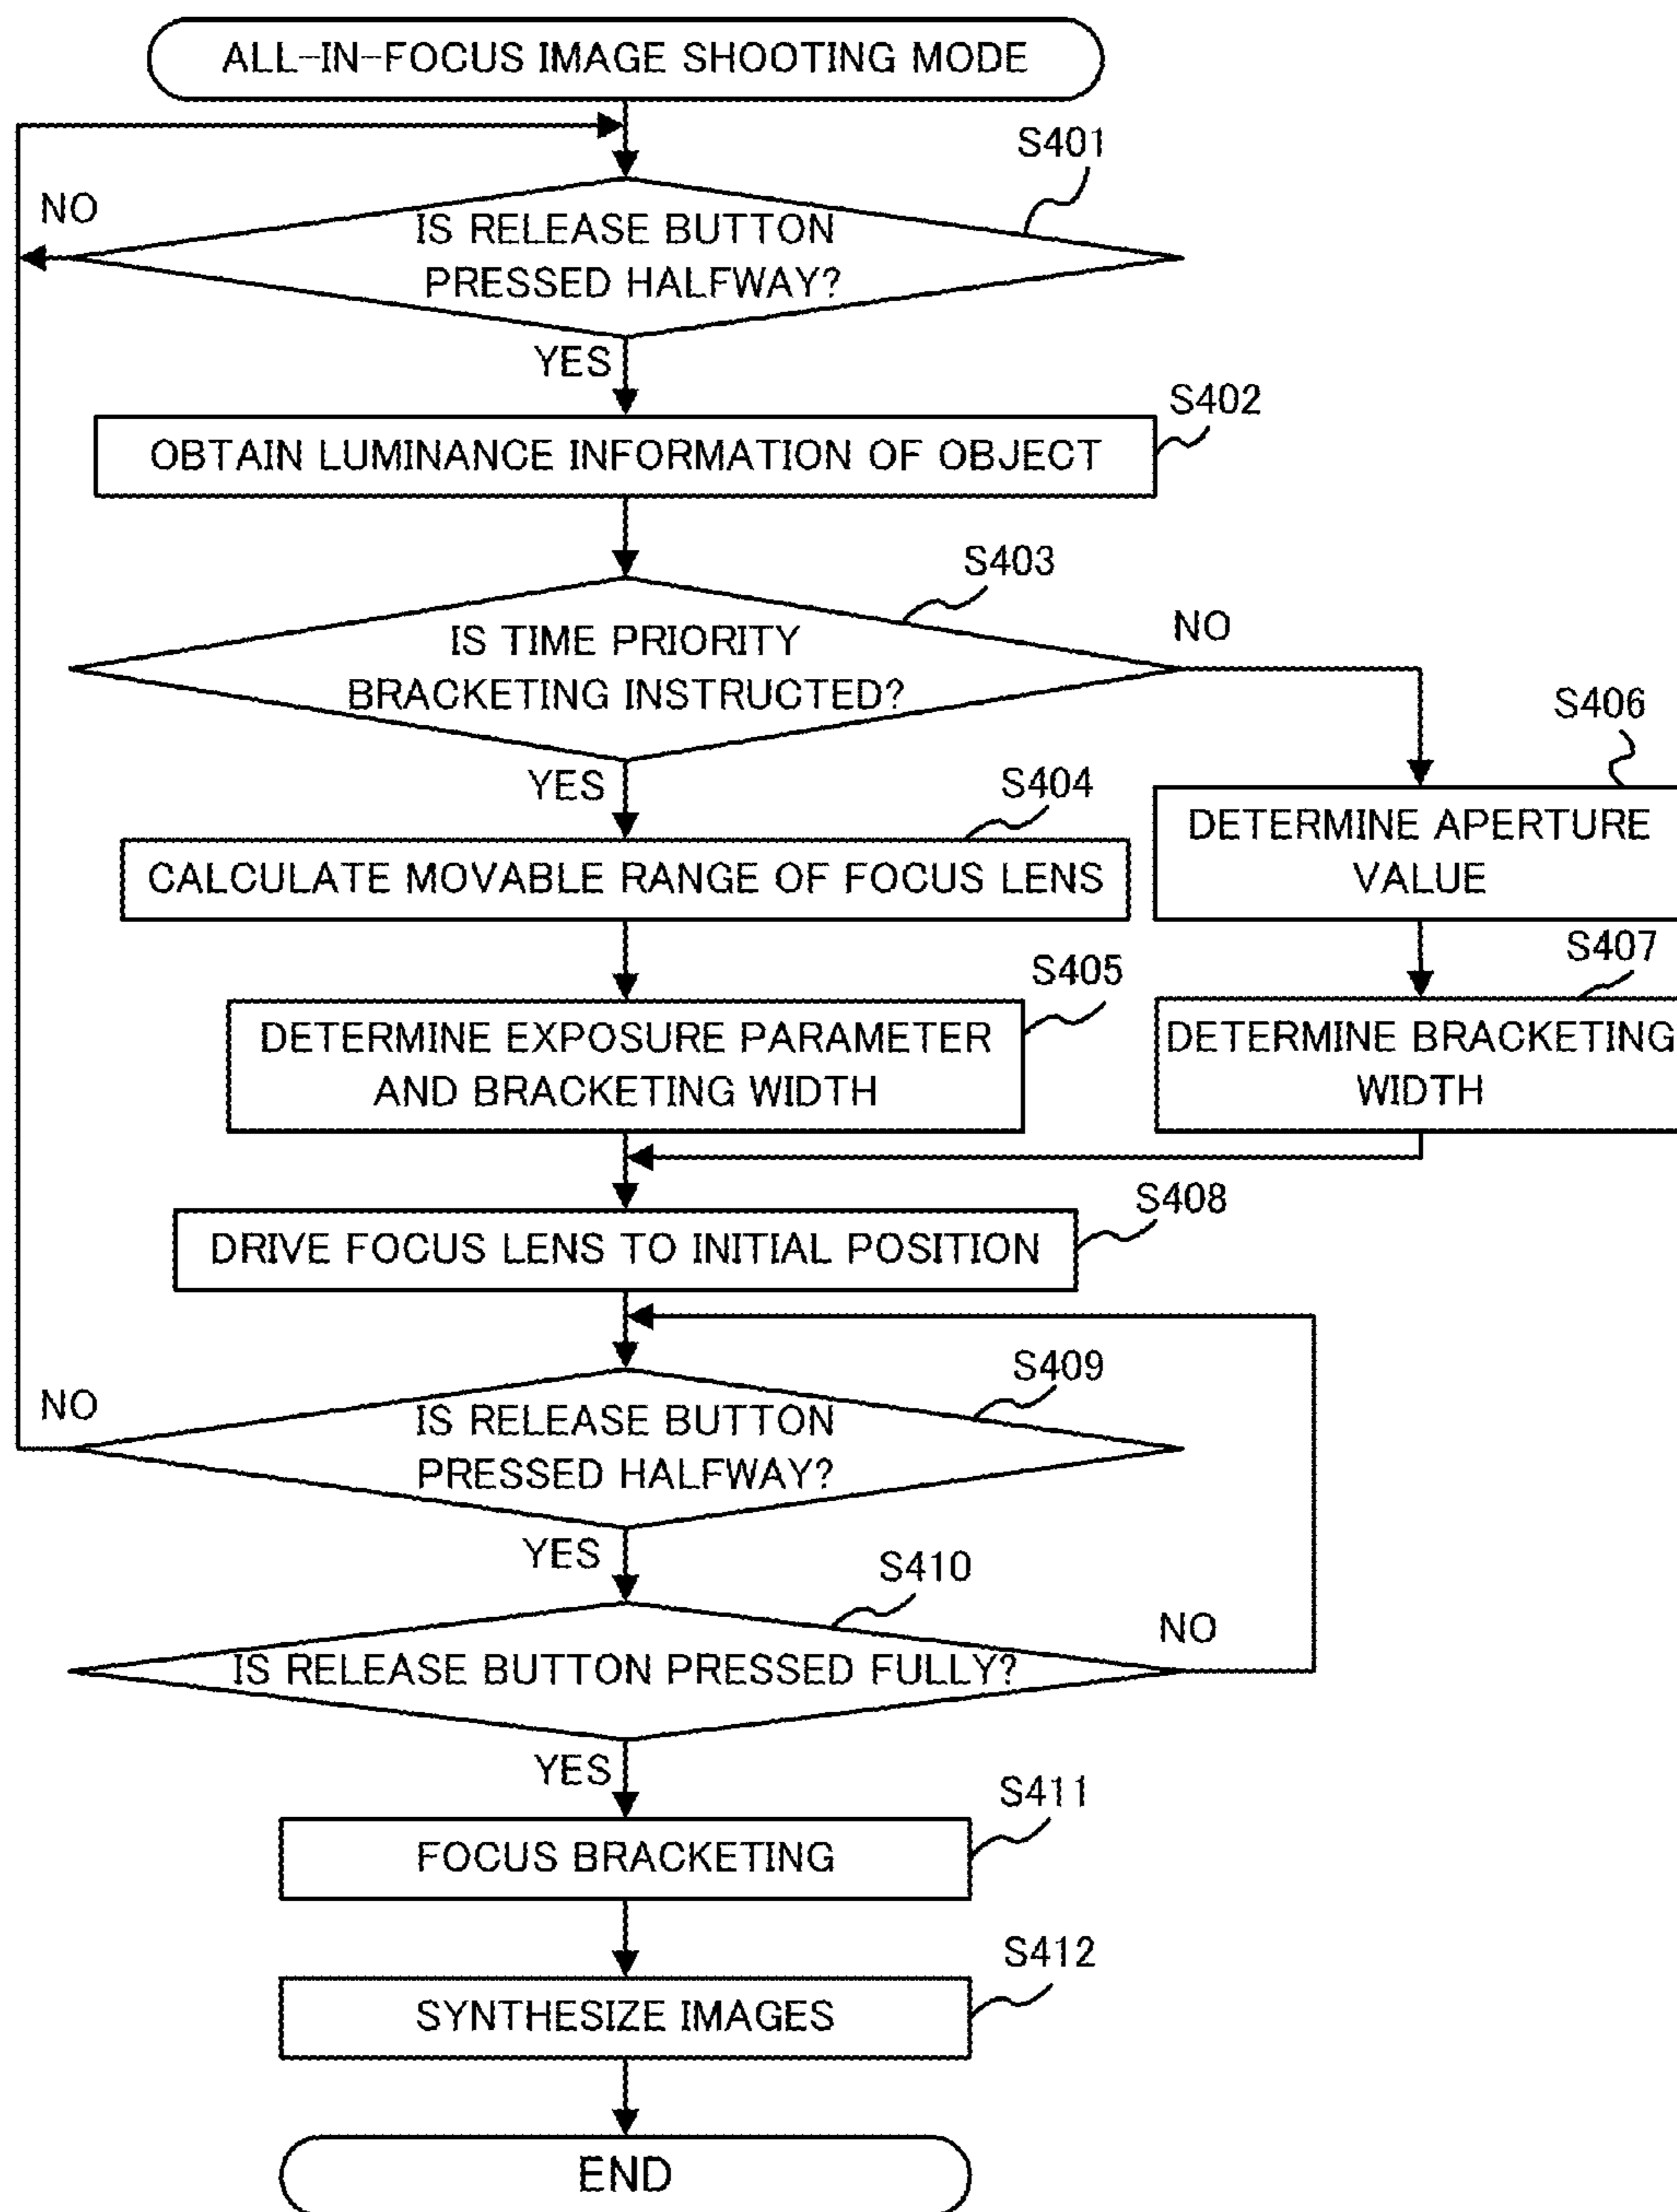 ALL-IN-FOCUS IMAGE SHOOTING MODE
S401
NO
IS RELEASE BUTTON
PRESSED HALFWAY?
YES
S402
OBTAIN LUMINANCE INFORMATION OF OBJECT
S403
IS TIME PRIORITY
BRACKETING INSTRUCTED?
NO
YES
S404
CALCULATE MOVABLE RANGE OF FOCUS LENS
S406
DETERMINE APERTURE
VALUE
S405
DETERMINE EXPOSURE PARAMETER
AND BRACKETING WIDTH
S407
DETERMINE BRACKETING
WIDTH
S408
DRIVE FOCUS LENS TO INITIAL POSITION
S409
NO
IS RELEASE BUTTON
PRESSED HALFWAY?
YES
S410
NO
IS RELEASE BUTTON PRESSED FULLY?
YES
S411
FOCUS BRACKETING
S412
SYNTHESIZE IMAGES
END